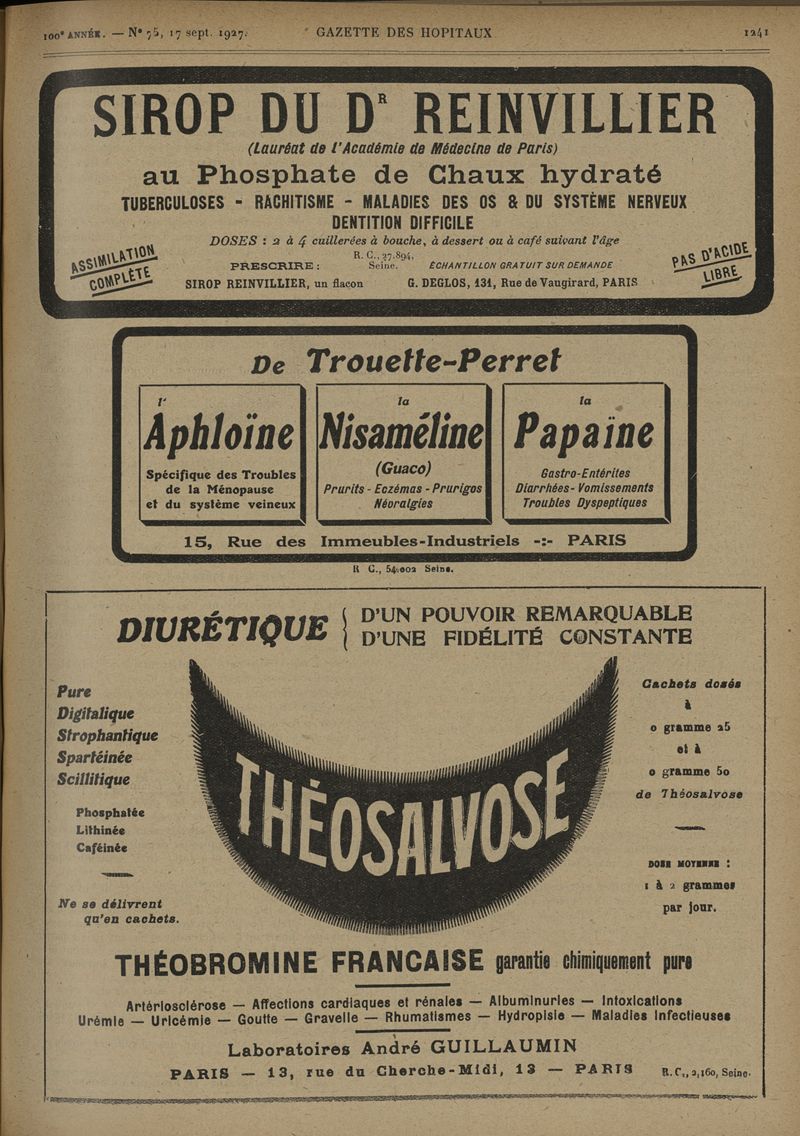 100e ANNÉE. — No 75, 17 sept. 1927.
GAZETTE DES HOPITAUX
1241
SIROP DU DR REINVILLIER
(Lauréat de l'Académie de Médecine de Paris)
au Phosphate de Chaux hydraté
TUBERCULOSES - RACHITISME - MALADIES DES OS & DU SYSTÈME NERVEUX
DENTITION DIFFICILE
DOSES : 2 à 4 cuillerées à bouche, à dessert ou à café suivant l'âge
ASSIMILATION
COMPLÈTE
PRESCRIRE :
R. C., 27.894,
Seine.
ÉCHANTILLON GRATUIT SUR DEMANDE
PAS D'ACIDE
LIBRE
SIROP REINVILLIER, un flacon
G. DEGLOS, 131, Rue de Vaugirard, PARIS
De Trouette-Perret
l'
Aphloïne
Spécifique des Troubles
de la Ménopause
et du système veineux
la
Nisaméline
(Guaco)
Prurits - Eczémas - Prurigos
Névralgies
la
Papaïne
Gastro-Entérites
Diarrhées - Vomissements
Troubles Dyspeptiques
15, Rue des Immeubles-Industriels -:- PARIS
R C., 54.002 Seine.
DIURÉTIQUE
D'UN POUVOIR REMARQUABLE
D'UNE FIDÉLITÉ CONSTANTE
Pure
Digitalique
Strophantique
Spartéinée
Scillitique
Phosphatée
Lithinée
Caféinée
Ne se délivrent
qu'en cachets.
THÉOSALVOSE
Cachets dosés
à
0 gramme 25
et à
0 gramme 50
de Théosalvose
DOSE MOYENNE :
1 à 2 grammes
par jour.
THÉOBROMINE FRANCAISE garantie chimiquement pure
Artériosclérose — Affections cardiaques et rénales — Albuminuries — Intoxications
Urémie — Uricémie — Goutte — Gravelle — Rhumatismes — Hydropisie — Maladies Infectieuses
Laboratoires André GUILLAUMIN
PARIS — 13, rue du Cherche-Midi, 13 — PARIS
R. C., 2,160, Seine.